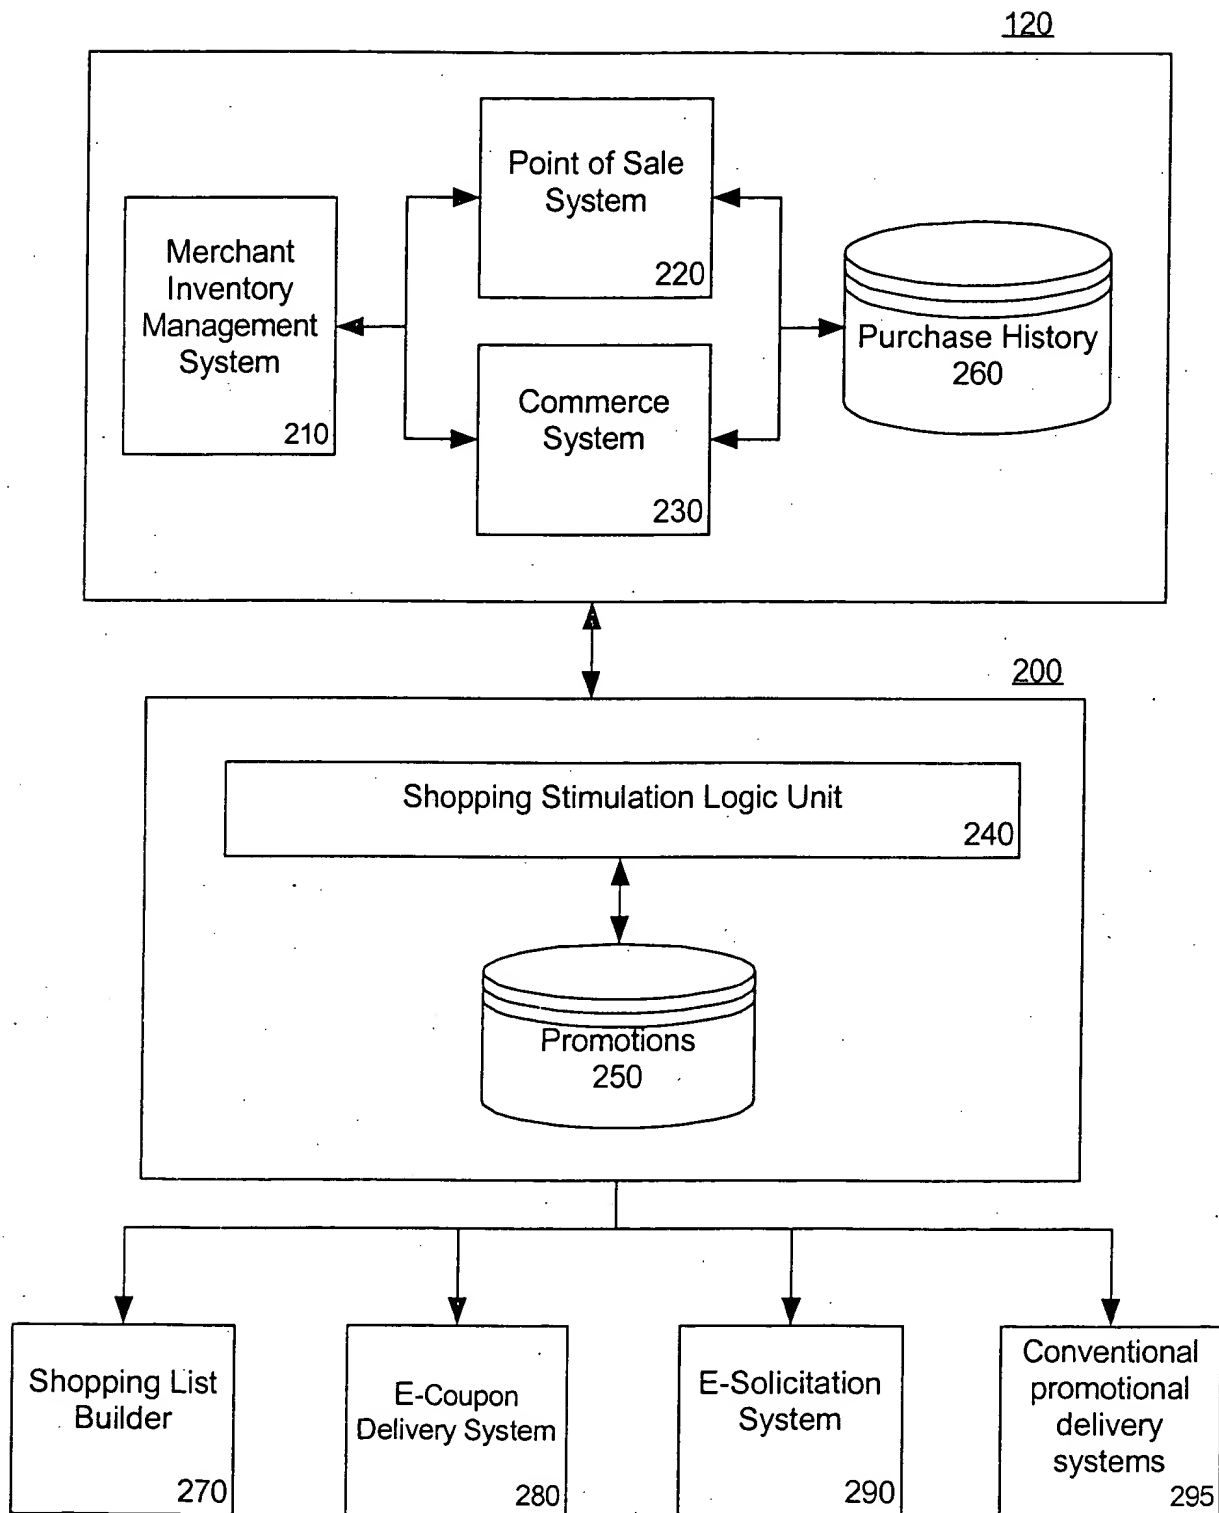 120
Point of Sale
System
220
Merchant
Inventory
Management
System
210
Purchase History
260
Commerce
System
230
200
Shopping Stimulation Logic Unit
240
Promotions
250
Shopping List
Builder
270
E-Coupon
Delivery System
280
E-Solicitation
System
290
Conventional
promotional
delivery
systems
295